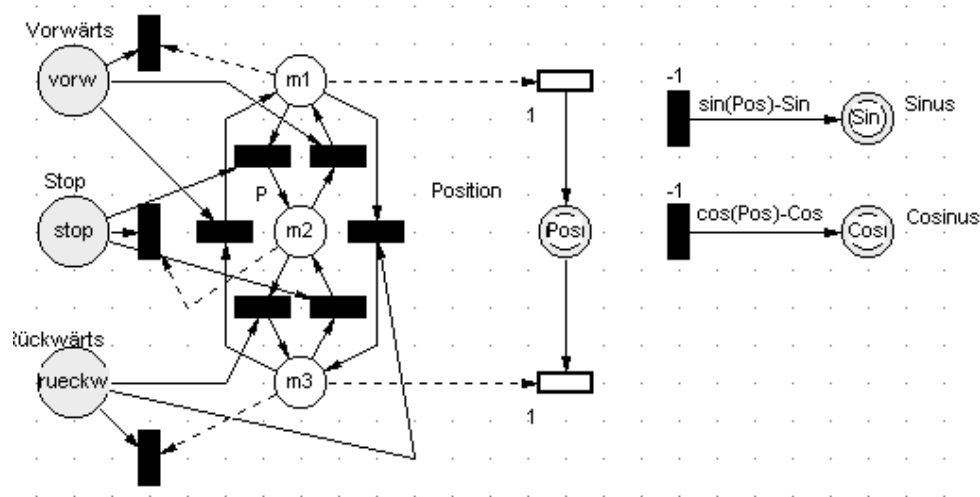 Vorwärts
vorw
m1
1
-1
sin(Pos)-Sin
Sin
Sinus
Stop
P
Position
stop
m2
Posi
-1
cos(Pos)-Cos
Cosi
Cosinus
Rückwärts
rueckw
m3
1